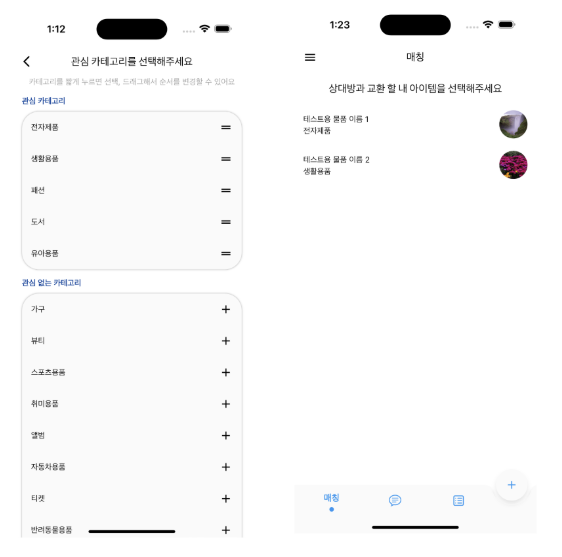 1:12
관심 카테고리를 선택해주세요
카테고리를 짧게 누르면 선택, 드래그해서 순서를 변경할 수 있어요
관심 카테고리
전자제품
생활용품
패션
도서
유아용품
관심 없는 카테고리
가구
뷰티
스포츠용품
취미용품
앨범
자동차용품
티켓
반려동물용품
1:23
매칭
상대방과 교환 할 내 아이템을 선택해주세요
테스트용 물품 이름 1
전자제품
테스트용 물품 이름 2
생활용품
매칭